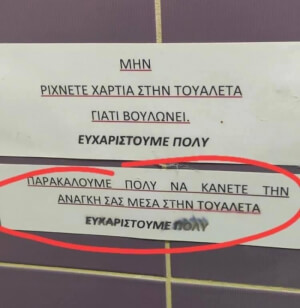 ΜΗΝ
ΡΙΧΝΕΤΕ ΧΑΡΤΙΑ ΣΤΗΝ ΤΟΥΑΛΕΤΑ
ΓΙΑΤΙ ΒΟΥΛΩΝΕΙ.
ΕΥΧΑΡΙΣΤΟΥΜΕ ΠΟΛΥ
ΠΑΡΑΚΑΛΟΥΜΕ ΠΟΛΥ ΝΑ ΚΑΝΕΤΕ ΤΗΝ
ΑΝΑΓΚΗ ΣΑΣ ΜΕΣΑ ΣΤΗΝ ΤΟΥΑΛΕΤΑ
ΕΥΧΑΡΙΣΤΟΥΜΕ ΠΟΛΥ